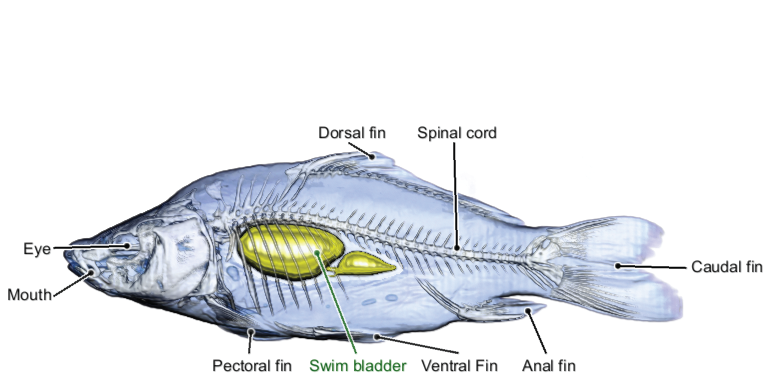 Dorsal fin
Spinal cord
Eye
Mouth
Caudal fin
Pectoral fin
Swim bladder
Ventral Fin
Anal fin